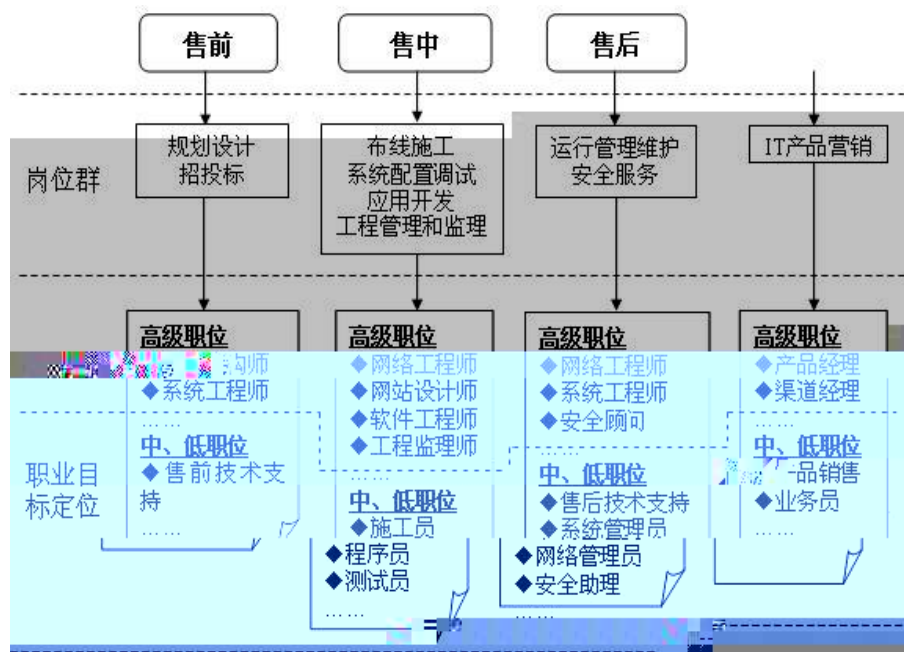 售前
售中
售后
岗位群
规划设计
招投标
布线施工
系统配置调试
应用开发
工程管理和监理
运行管理维护
安全服务
IT产品营销
职业目
标定位
高级职位
构师
◆系统工程师
……
中、低职位
◆售前技术支
持
……
高级职位
◆网络工程师
◆网站设计师
◆软件工程师
◆工程监理师
……
中、低职位
◆施工员
◆程序员
◆测试员
……
高级职位
◆网络工程师
◆系统工程师
◆安全顾问
……
中、低职位
◆售后技术支持
◆系统管理员
◆网络管理员
◆安全助理
……
高级职位
◆产品经理
◆渠道经理
……
中、低职位
品销售
◆业务员
……